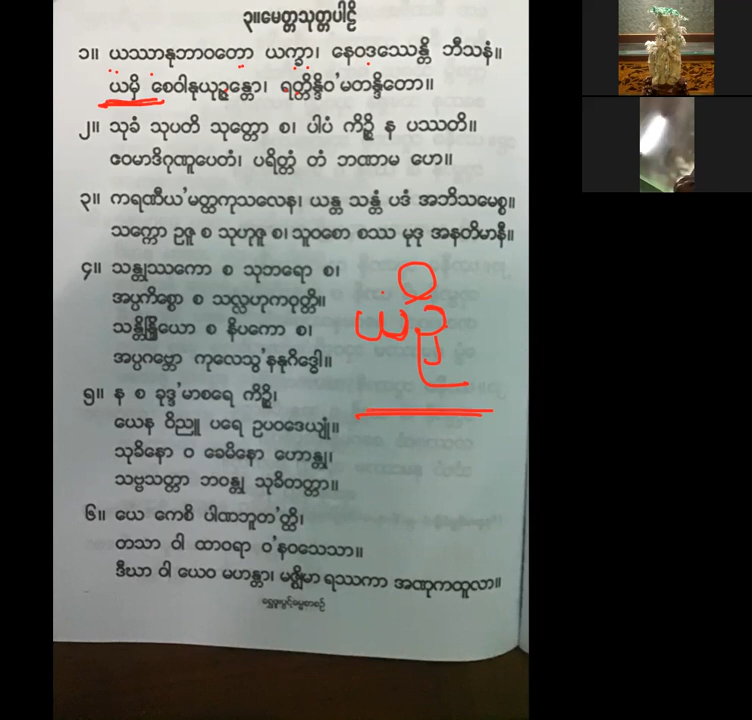 ၃။မေတ္တသုတ္တပါဠိ
၁။ ယဿာနုဘာဝတော ယက္ခာ၊ နေဝဒဿေန္တိ ဘီသနံ။
ယမှိ စေဝါနုယုဉ္ဇန္တော၊ ရတ္တိန္ဒိဝ'မတန္ဒိတော။
၂။ သုခံ သုပတိ သုတ္တော စ၊ ပါပံ ကိဉ္စိ န ပဿတိ။
ဧဝမာဒိဂုဏူပေတံ၊ ပရိတ္တံ တံ ဘဏာမ ဟေ။
၃။ ကရဏီယ'မတ္ထကုသလေန၊ ယန္တ သန္တံ ပဒံ အဘိသမေစ္စ။
သက္ကော ဥဇူ စ သုဟုဇူ စ၊ သူဝစော စဿ မုဒု အနတိမာနီ။
၄။ သန္တုဿကော စ သုဘရော စ၊
အပ္ပကိစ္စော စ သလ္လဟုကဝုတ္တိ။
သန္တိန္ဒြိယော စ နိပကော စ၊
အပ္ပဂဗ္ဘော ကုလေသွ'နနုဂိဒ္ဓေါ။
၅။ န စ ခုဒ္ဒ'မာစရေ ကိဉ္စိ၊
ယေန ဝိညူ ပရေ ဥပဝဒေယျုံ။
သုခိနော ဝ ခေမိနော ဟောန္တု၊
သဗ္ဗသတ္တာ ဘဝန္တု သုခိတတ္တာ။
၆။ ယေ ကေစိ ပါဏဘူတ'တ္ထိ၊
တသာ ဝါ ထာဝရာ ဝ'နဝသေသာ။
ဒီဃာ ဝါ ယေဝ မဟန္တာ၊ မဇ္ဈိမာ ရဿကာ အဏုကထူလာ။